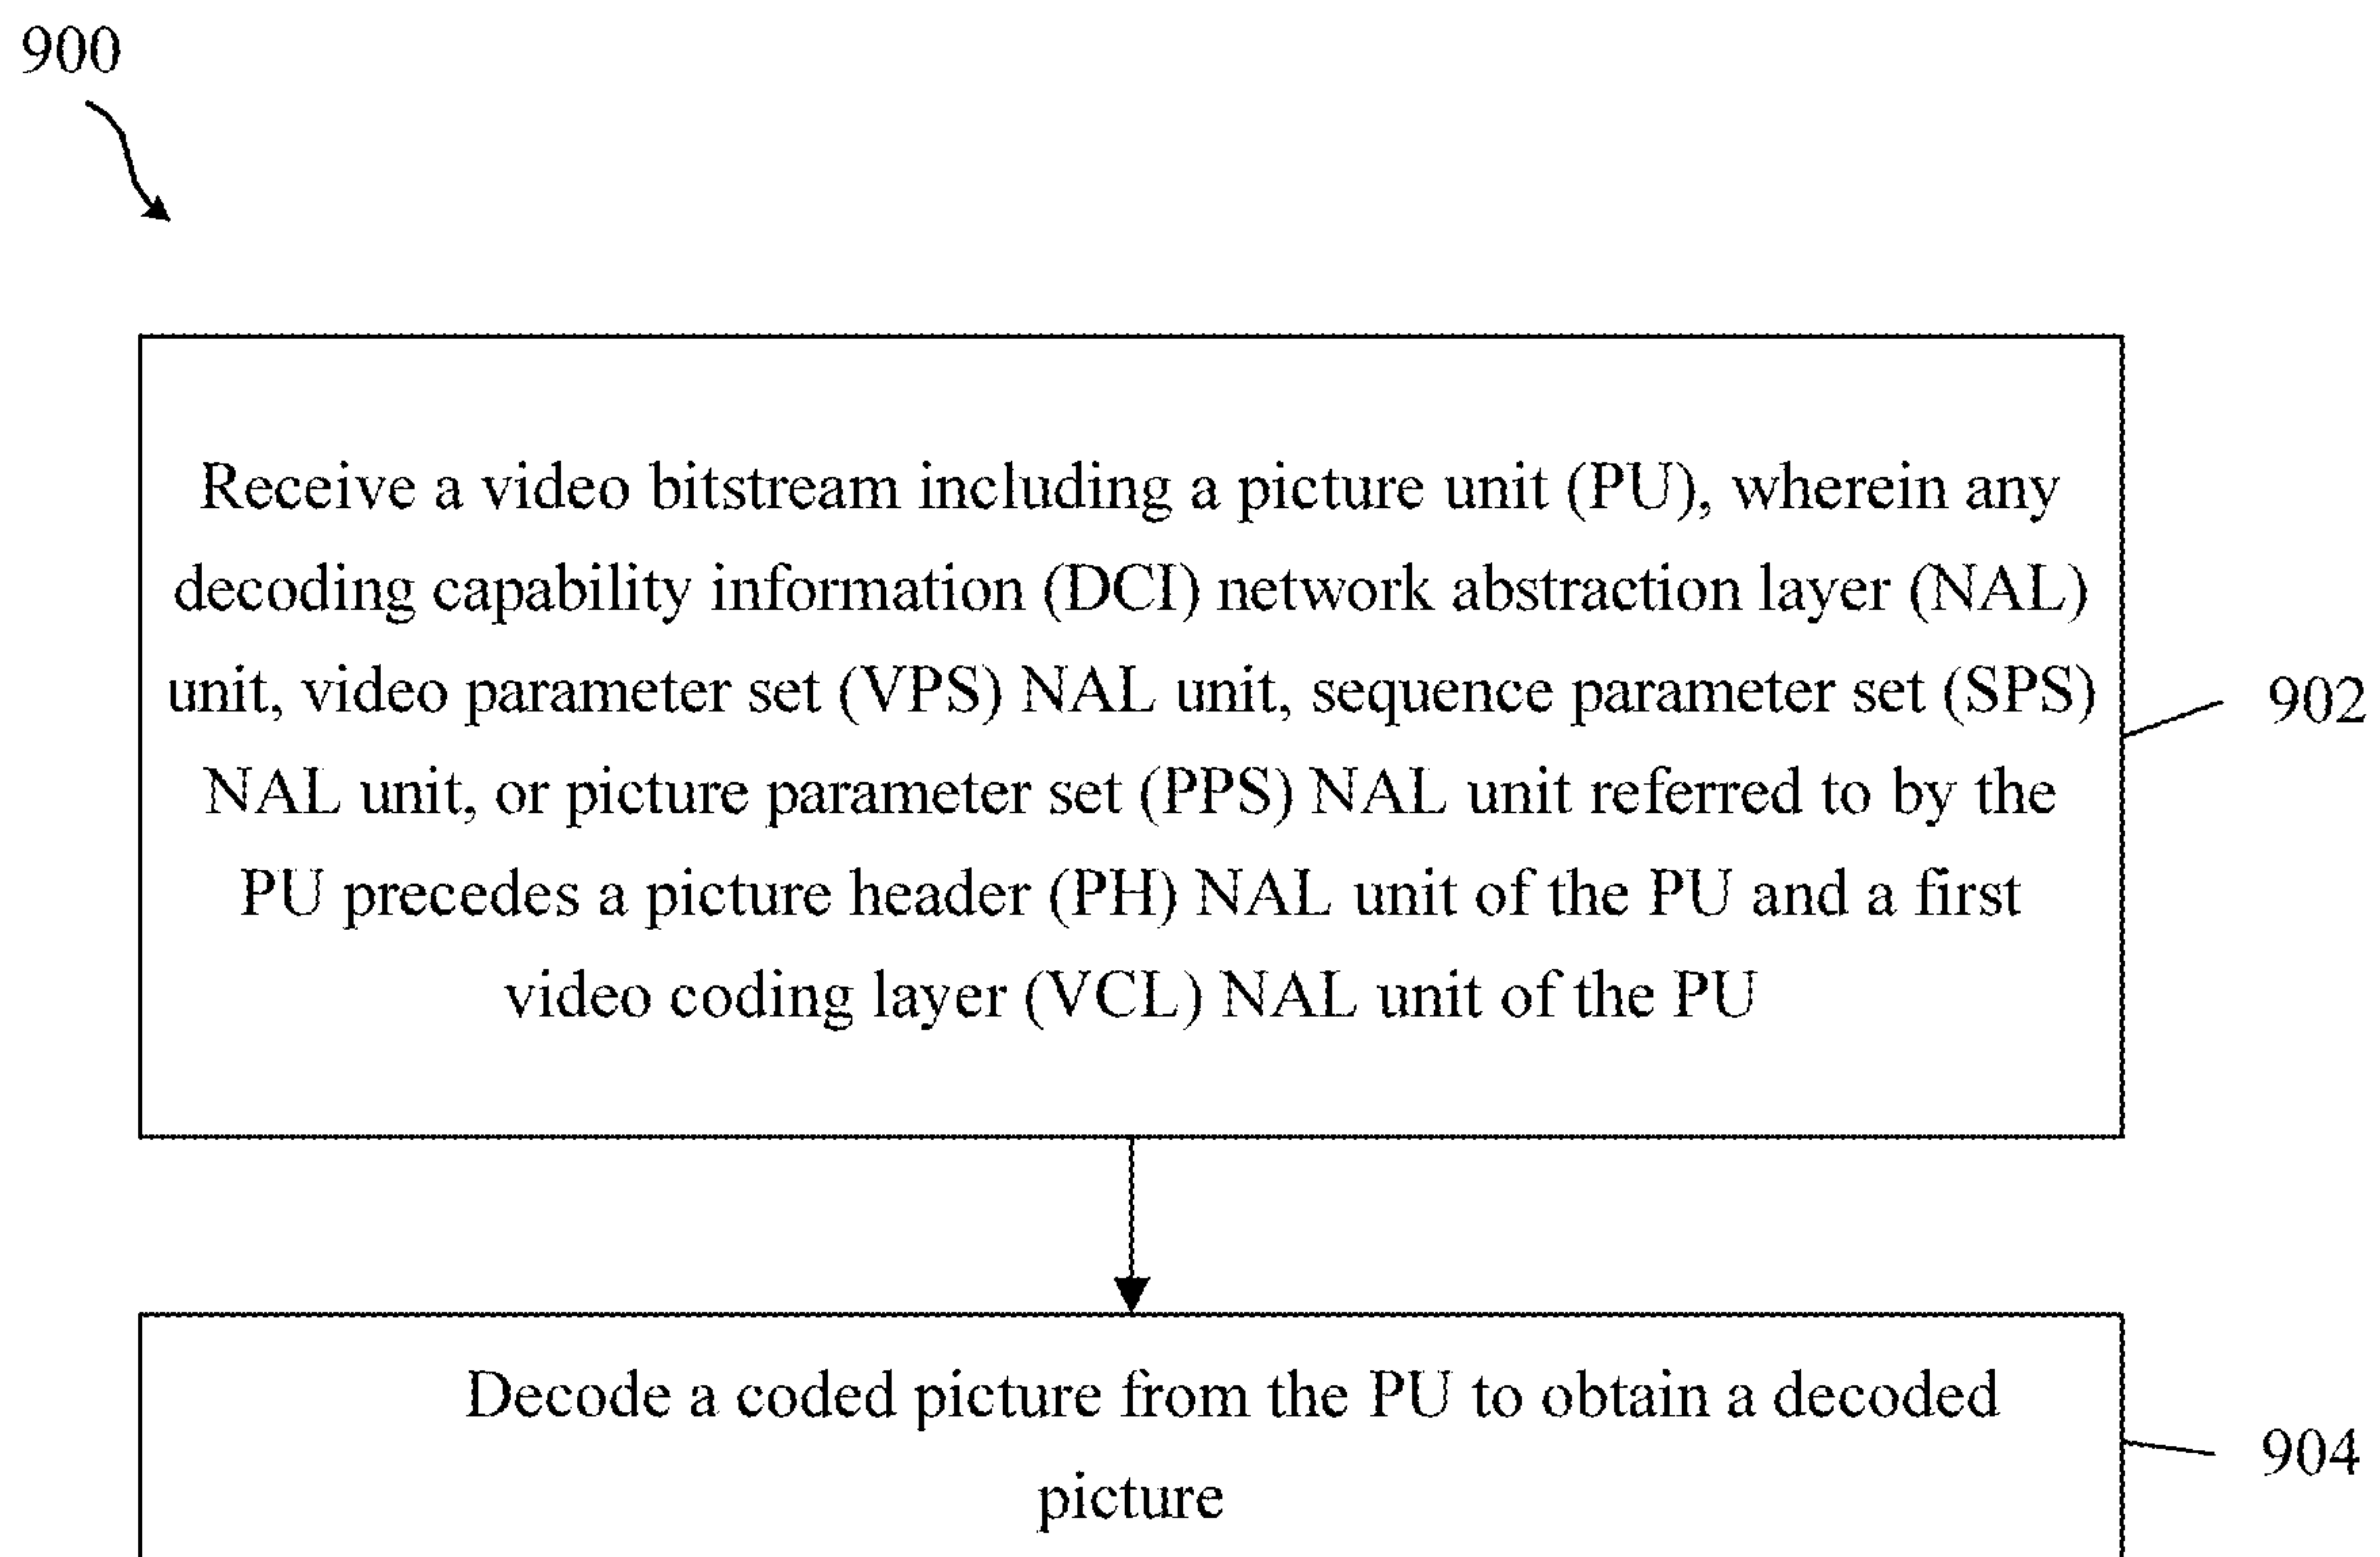 900
Receive a video bitstream including a picture unit (PU), wherein any
decoding capability information (DCI) network abstraction layer (NAL)
unit, video parameter set (VPS) NAL unit, sequence parameter set (SPS)
NAL unit, or picture parameter set (PPS) NAL unit referred to by the
PU precedes a picture header (PH) NAL unit of the PU and a first
video coding layer (VCL) NAL unit of the PU
902
Decode a coded picture from the PU to obtain a decoded
picture
904